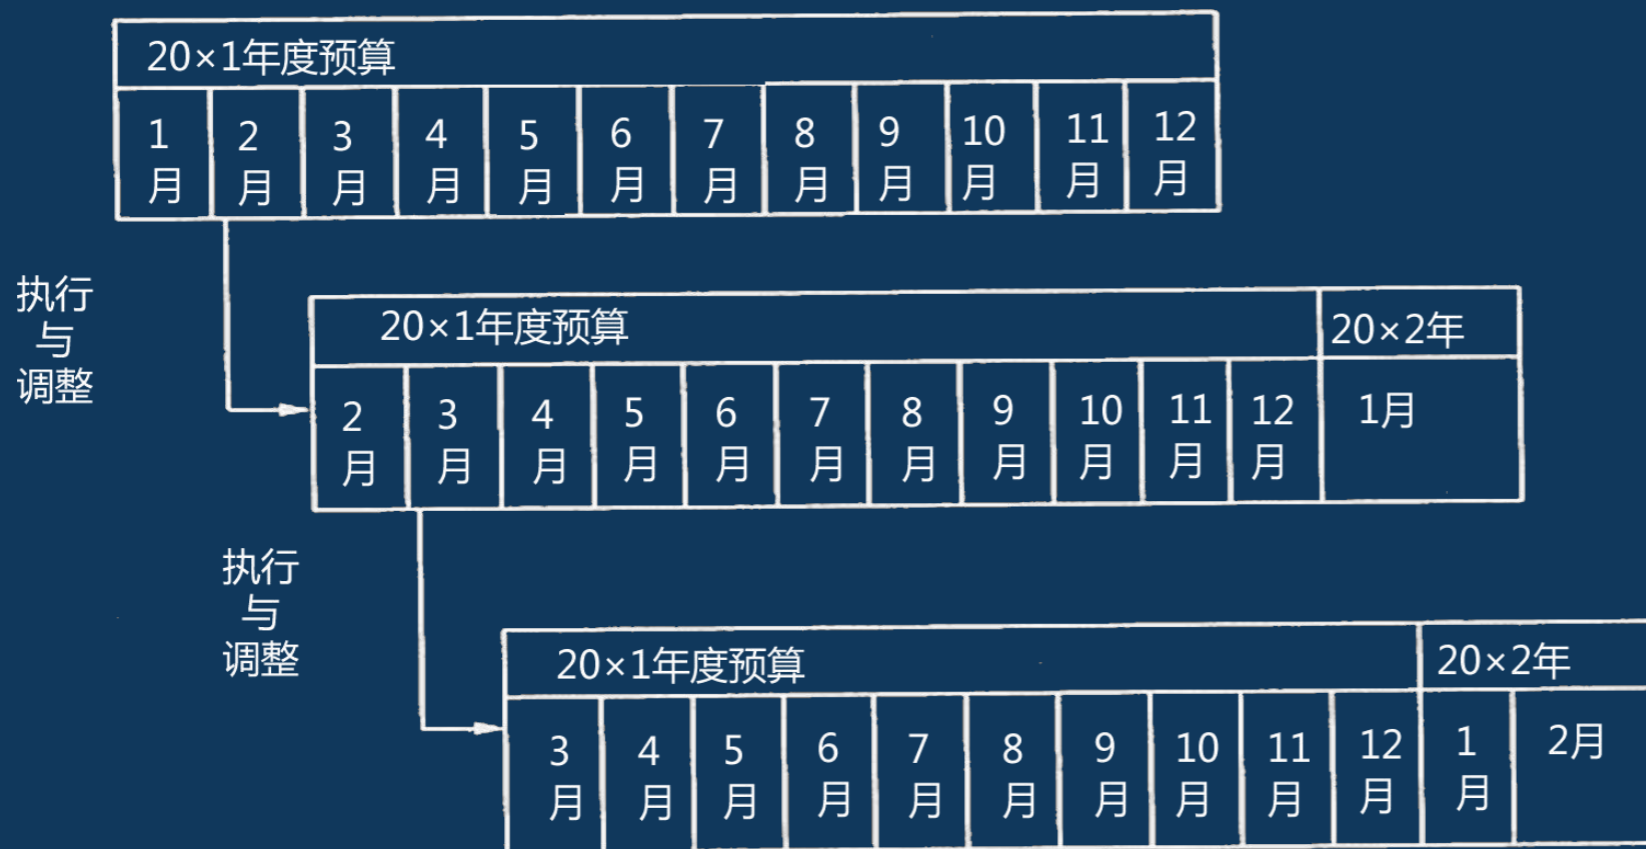 20×1年度预算
1月 2月 3月 4月 5月 6月 7月 8月 9月 10月 11月 12月
执行
与
调整
20×1年度预算 20×2年
2月 3月 4月 5月 6月 7月 8月 9月 10月 11月 12月 1月
执行
与
调整
20×1年度预算 20×2年
3月 4月 5月 6月 7月 8月 9月 10月 11月 12月 1月 2月